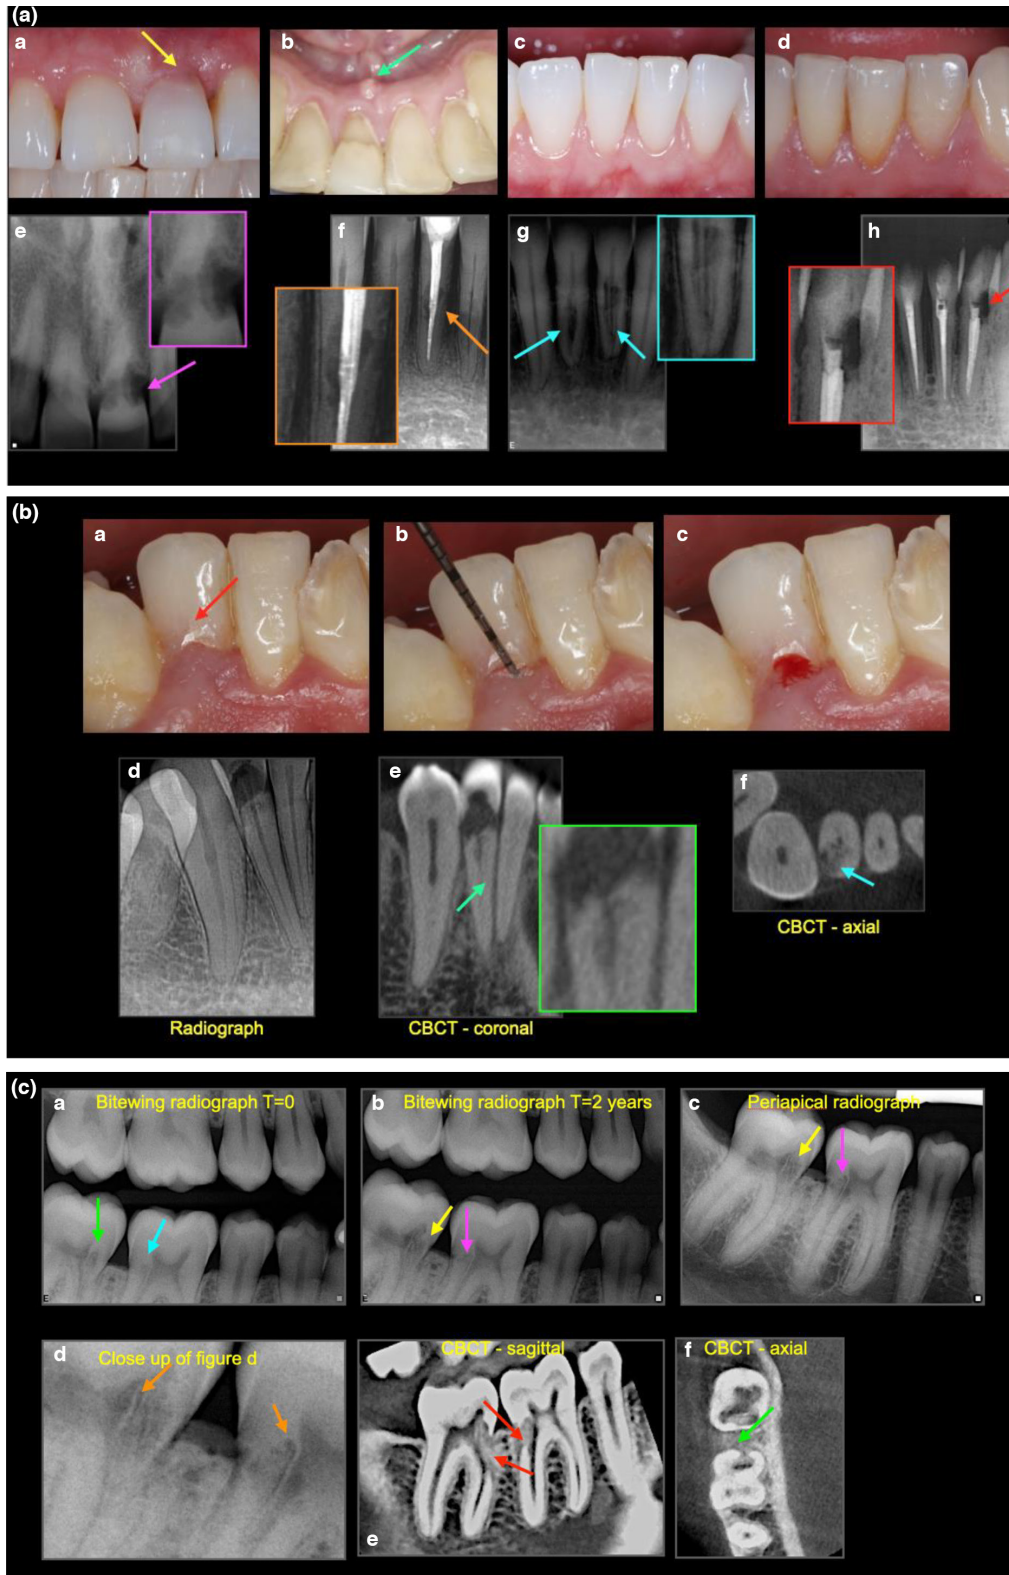 (a)
a
b
c
d
e
f
g
h
E
(b)
a
b
c
d
e
f
Radiograph
CBCT - coronal
CBCT - axial
(c)
a
Bitewing radiograph T=0
b
Bitewing radiograph T=2 years
c
Periapical radiograph
E
E
d
Close up of figure d
CBCT - sagittal
e
f
CBCT - axial